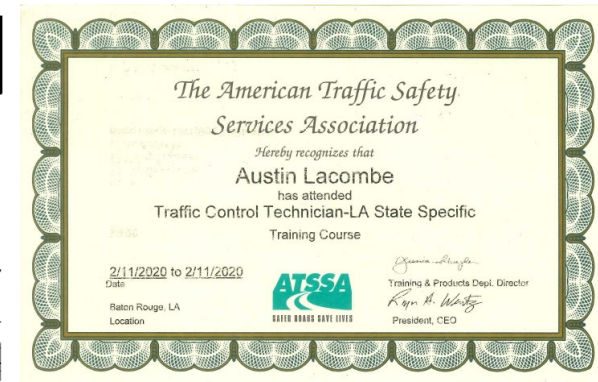 The American Traffic Safety
Services Association
Hereby recognizes that
Austin Lacombe
has attended
Traffic Control Technician-LA State Specific
Training Course
2/11/2020 to 2/11/2020
Date
Baton Rouge, LA
Location
ATSSA
SAFER ROADS SAVE LIVES
Training & Products Dept. Director
President, CEO